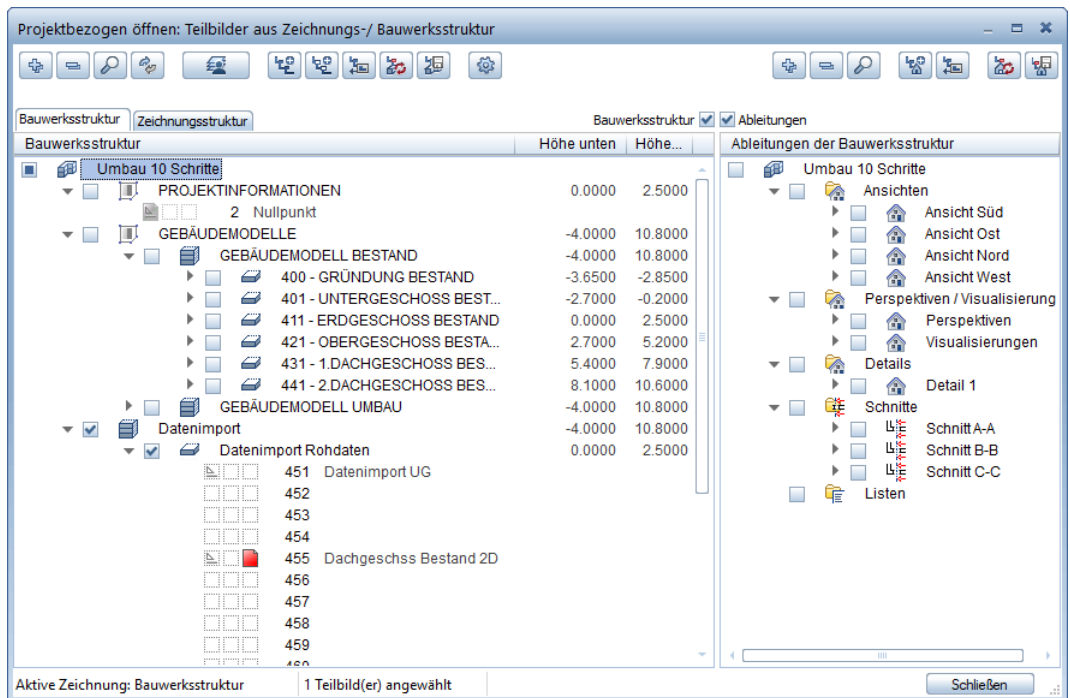 Projektbezogen öffnen: Teilbilder aus Zeichnungs-/ Bauwerksstruktur
Bauwerksstruktur Zeichnungsstruktur Bauwerksstruktur Ableitungen
Bauwerksstruktur Höhe unten Höhe...
Umbau 10 Schritte
PROJEKTINFORMATIONEN 0.0000 2.5000
2 Nullpunkt
GEBÄUDEMODELLE -4.0000 10.8000
GEBÄUDEMODELL BESTAND -4.0000 10.8000
400 - GRÜNDUNG BESTAND -3.6500 -2.8500
401 - UNTERGESCHOSS BEST... -2.7000 -0.2000
411 - ERDGESCHOSS BESTAND 0.0000 2.5000
421 - OBERGESCHOSS BESTA... 2.7000 5.2000
431 - 1.DACHGESCHOSS BES... 5.4000 7.9000
441 - 2.DACHGESCHOSS BES... 8.1000 10.6000
GEBÄUDEMODELL UMBAU -4.0000 10.8000
Datenimport -4.0000 10.8000
Datenimport Rohdaten 0.0000 2.5000
451 Datenimport UG
452
453
454
455 Dachgeschss Bestand 2D
456
457
458
459
460
Ableitungen der Bauwerksstruktur
Umbau 10 Schritte
Ansichten
Ansicht Süd
Ansicht Ost
Ansicht Nord
Ansicht West
Perspektiven / Visualisierung
Perspektiven
Visualisierungen
Details
Detail 1
Schnitte
Schnitt A-A
Schnitt B-B
Schnitt C-C
Listen
Aktive Zeichnung: Bauwerksstruktur 1 Teilbild(er) angewählt Schließen